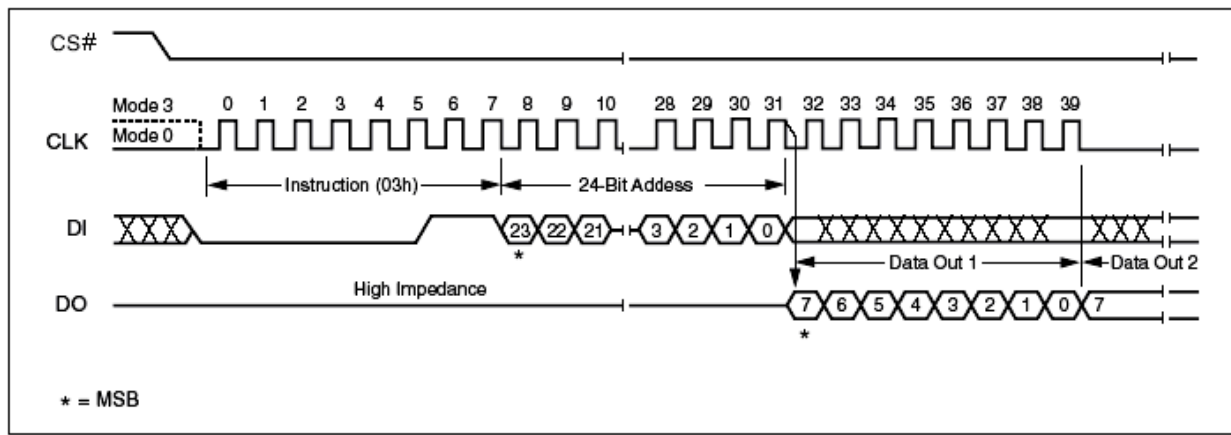 CS#
Mode 3 0 1 2 3 4 5 6 7 8 9 10 28 29 30 31 32 33 34 35 36 37 38 39
CLK Mode 0
Instruction (03h) 24-Bit Addess
DI 23 22 21 3 2 1 0
* Data Out 1 Data Out 2
High Impedance
DO 7 6 5 4 3 2 1 0 7
*
* = MSB